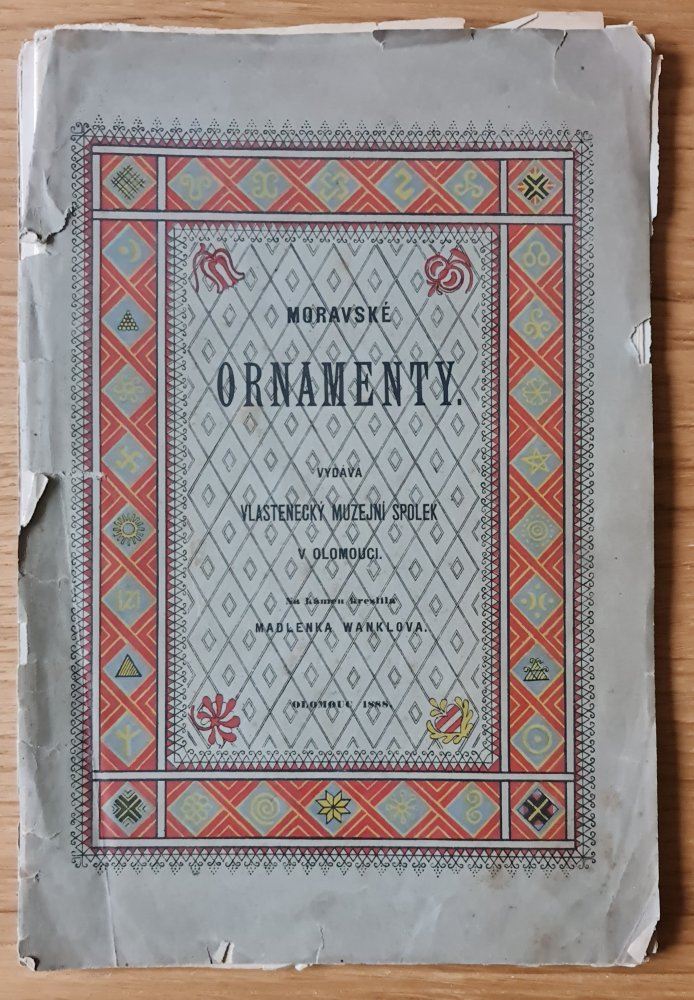 MORAVSKÉ
ORNAMENTY.
VYDÁVÁ
VLASTENECKÝ MUZEJNÍ SPOLEK
V OLOMOUCI.
Na kámen kreslila
MADLENKA WANKLOVA.
OLOMOUC 1888.